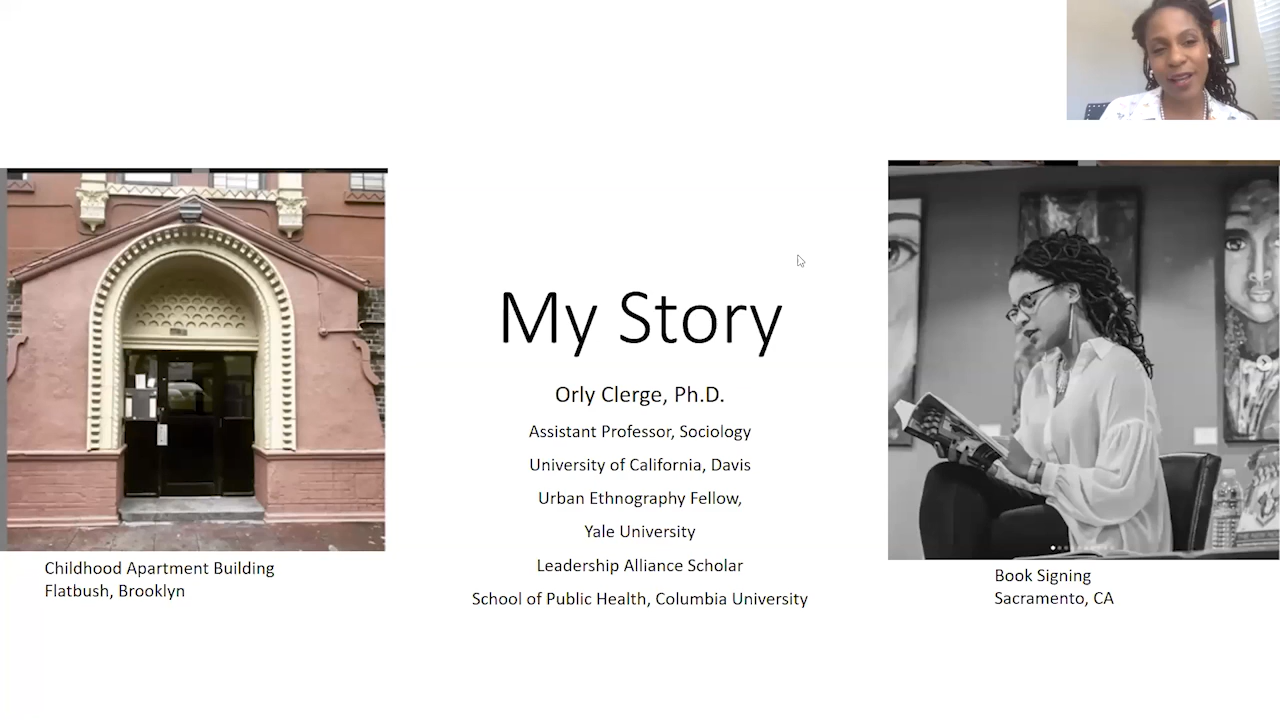 My Story
Orly Clerge, Ph.D.
Assistant Professor, Sociology
University of California, Davis
Urban Ethnography Fellow,
Yale University
Leadership Alliance Scholar
School of Public Health, Columbia University
Childhood Apartment Building
Flatbush, Brooklyn
Book Signing
Sacramento, CA